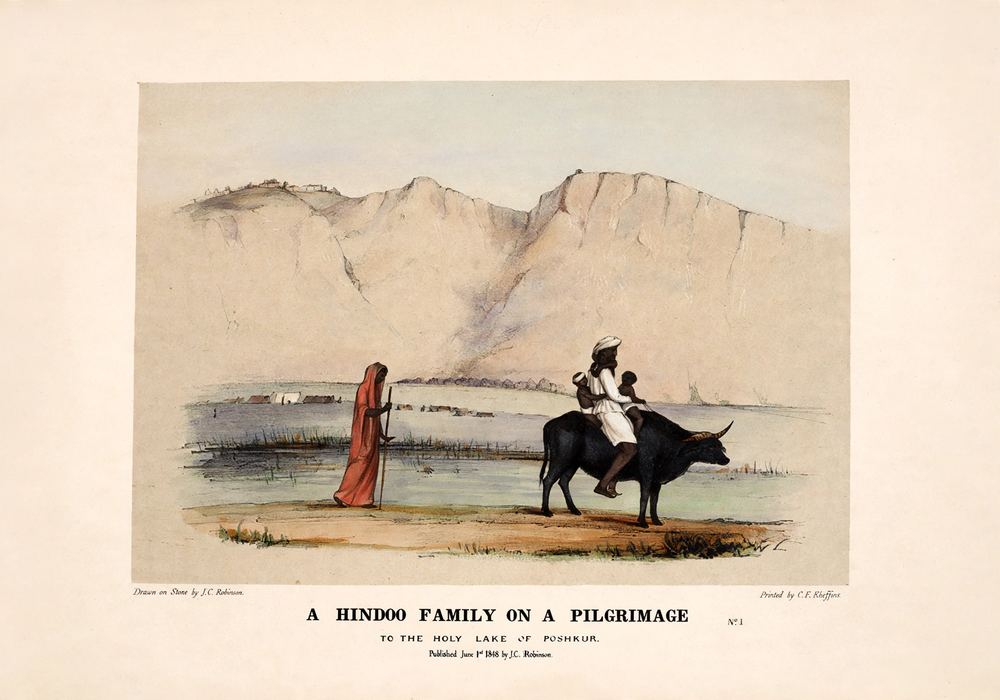 Drawn on Stone by J.C. Robinson.
Printed by C.F. Kheffins.
A HINDOO FAMILY ON A PILGRIMAGE
Nº 1
TO THE HOLY LAKE OF POSHKUR.
Published June 1st 1848 by J.C. Robinson.